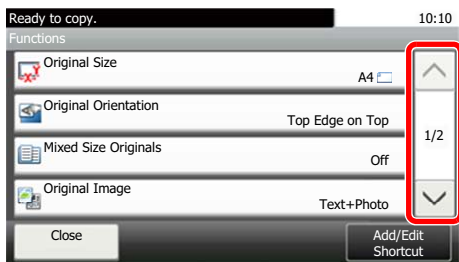 Ready to copy. 10:10
Functions
Original Size
A4
Original Orientation
Top Edge on Top
1/2
Mixed Size Originals
Off
Original Image
Text+Photo
Close
Add/Edit
Shortcut